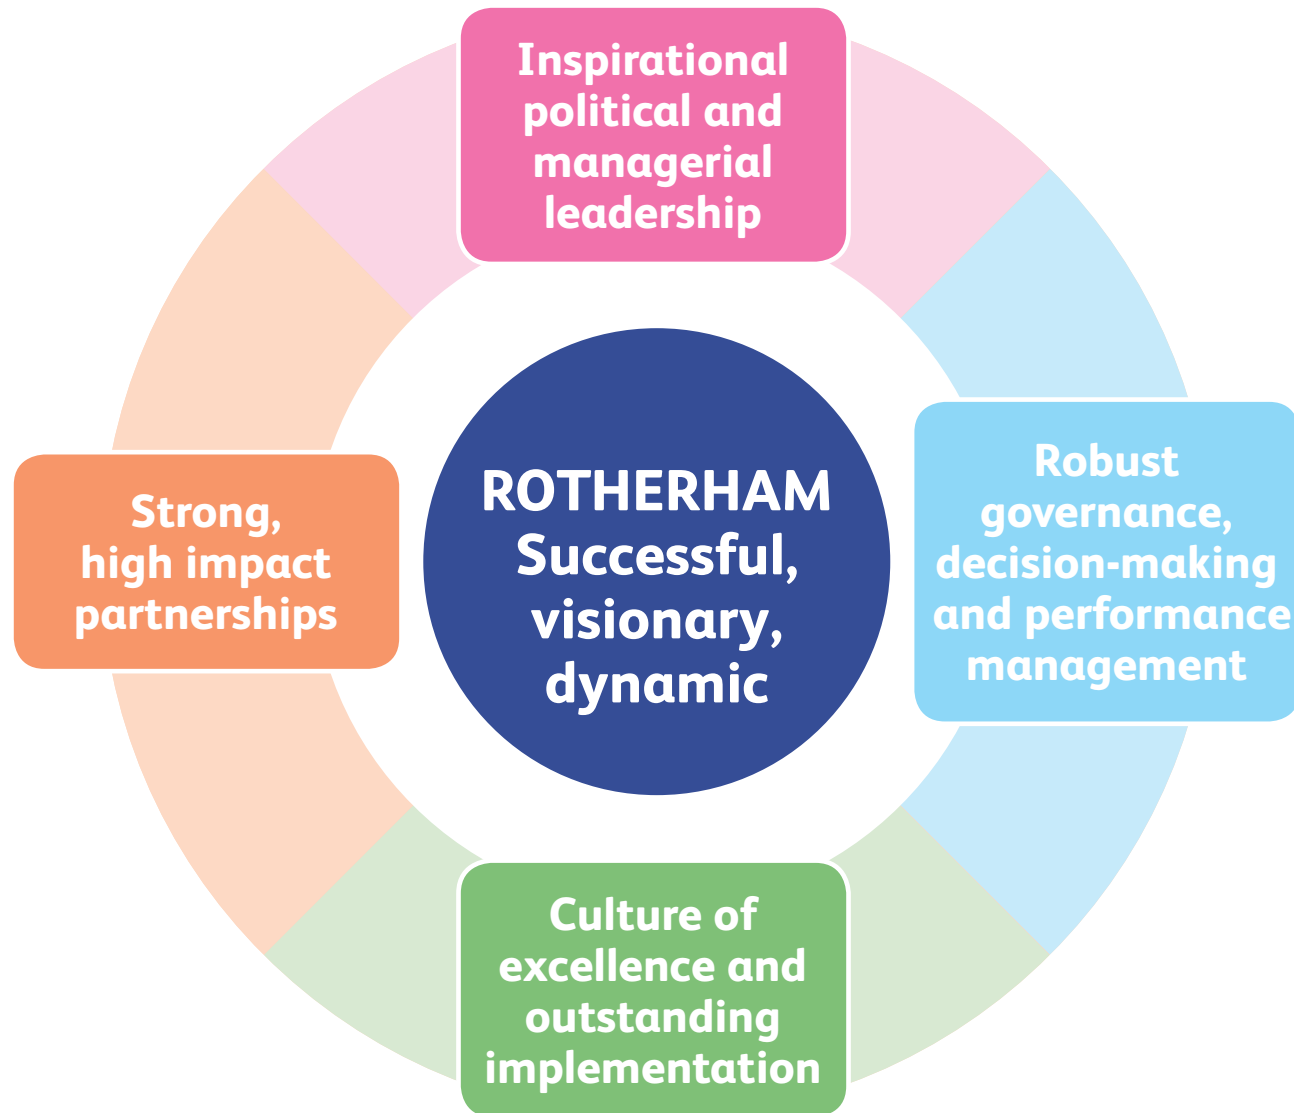 Inspirational
political and
managerial
leadership
Strong,
high impact
partnerships
ROTHERHAM
Successful,
visionary,
dynamic
Robust
governance,
decision-making
and performance
management
Culture of
excellence and
outstanding
implementation